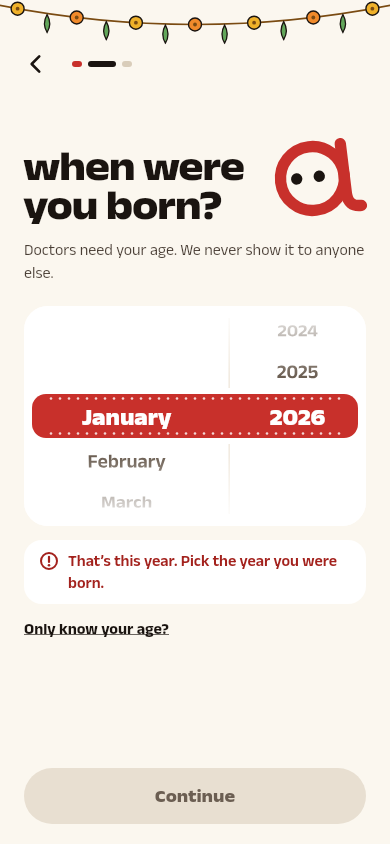 when were
you born?
Doctors need your age. We never show it to anyone
else.
2024
2025
January 2026
February
March
That's this year. Pick the year you were
born.
Only know your age?
Continue